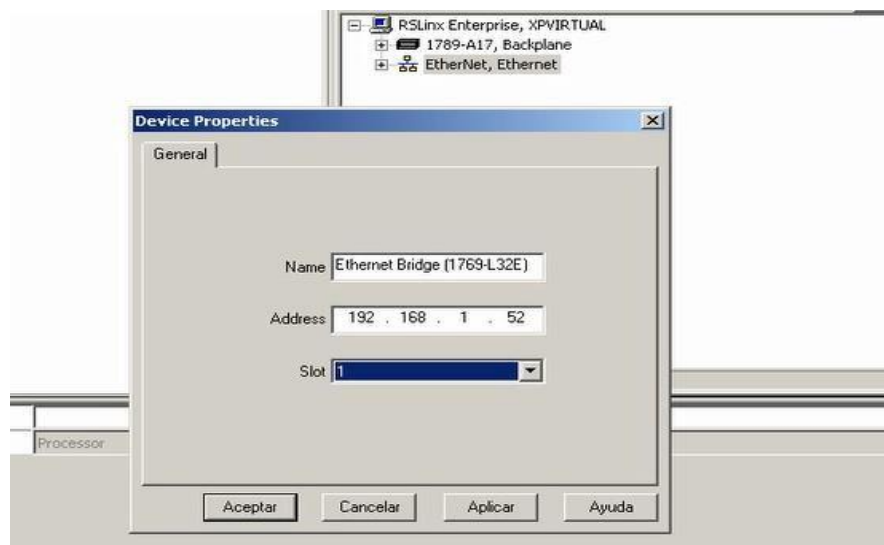 RSLinx Enterprise, XPVIRTUAL
1789-A17, Backplane
EtherNet, Ethernet
Device Properties
General
Name Ethernet Bridge (1769-L32E)
Address 192 . 168 . 1 . 52
Slot 1
Processor
Aceptar Cancelar Aplicar Ayuda